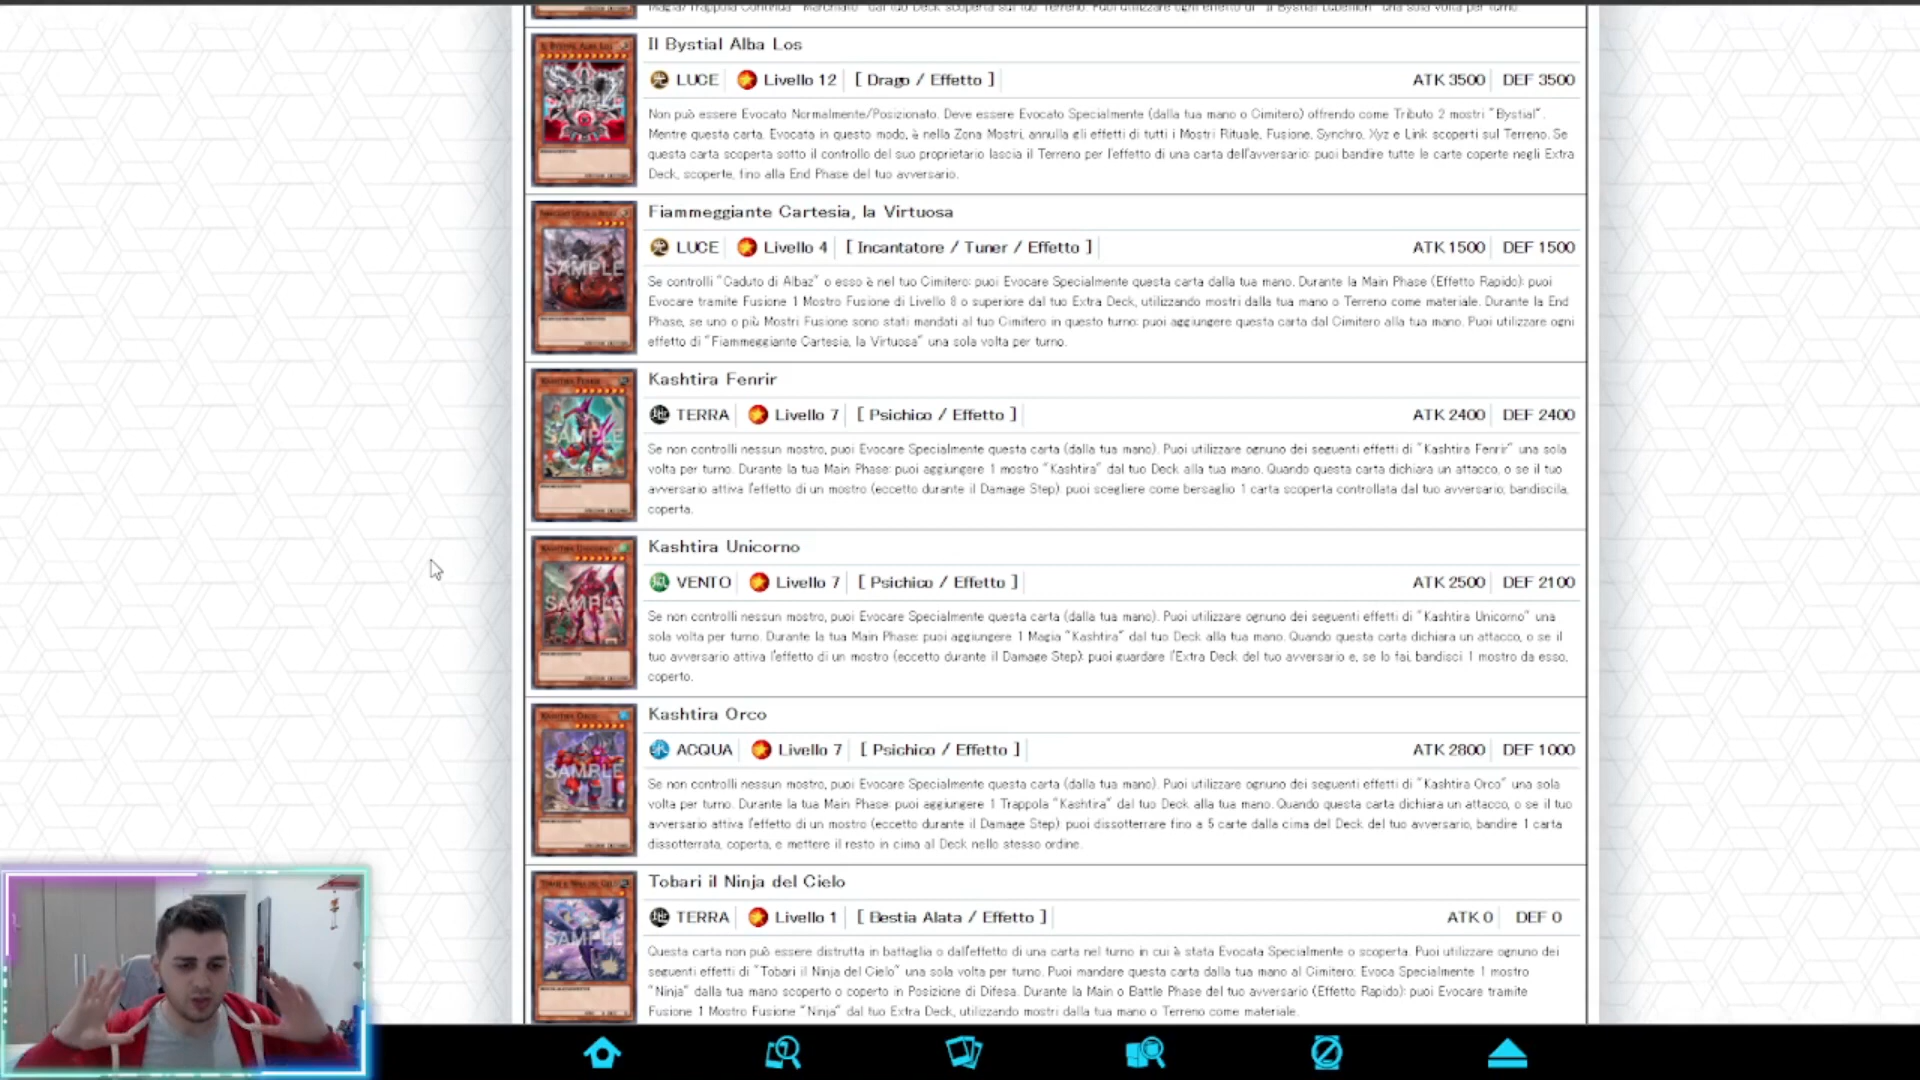 Magia/Trappola Continua "Marchiato" dal tuo Deck scoperta sul tuo Terreno. Puoi utilizzare ogni effetto di "Il Bystial Lubellion" una sola volta per turno
Il Bystial Alba Los
LUCE Livello 12 [ Drago / Effetto ] ATK 3500 DEF 3500
Non può essere Evocato Normalmente/Posizionato. Deve essere Evocato Specialmente (dalla tua mano o Cimitero) offrendo come Tributo 2 mostri "Bystial".
Mentre questa carta, Evocata in questo modo, è nella Zona Mostri, annulla gli effetti di tutti i Mostri Rituale, Fusione, Synchro, Xyz e Link scoperti sul Terreno. Se
questa carta scoperta sotto il controllo del suo proprietario lascia il Terreno per l'effetto di una carta dell'avversario: puoi bandire tutte le carte coperte negli Extra
Deck, scoperte, fino alla End Phase del tuo avversario.
SAMPLE
Fiammeggiante Cartesia, la Virtuosa
LUCE Livello 4 [ Incantatore / Tuner / Effetto ] ATK 1500 DEF 1500
Se controlli "Caduto di Albaz" o esso è nel tuo Cimitero: puoi Evocare Specialmente questa carta dalla tua mano. Durante la Main Phase (Effetto Rapido): puoi
Evocare tramite Fusione 1 Mostro Fusione di Livello 8 o superiore dal tuo Extra Deck, utilizzando mostri dalla tua mano o Terreno come materiale. Durante la End
Phase, se uno o più Mostri Fusione sono stati mandati al tuo Cimitero in questo turno: puoi aggiungere questa carta dal Cimitero alla tua mano. Puoi utilizzare ogni
effetto di "Fiammeggiante Cartesia, la Virtuosa" una sola volta per turno.
SAMPLE
Kashtira Fenrir
TERRA Livello 7 [ Psichico / Effetto ] ATK 2400 DEF 2400
Se non controlli nessun mostro, puoi Evocare Specialmente questa carta (dalla tua mano). Puoi utilizzare ognuno dei seguenti effetti di "Kashtira Fenrir" una sola
volta per turno. Durante la tua Main Phase: puoi aggiungere 1 mostro "Kashtira" dal tuo Deck alla tua mano. Quando questa carta dichiara un attacco, o se il tuo
avversario attiva l'effetto di un mostro (eccetto durante il Damage Step): puoi scegliere come bersaglio 1 carta scoperta controllata dal tuo avversario; bandiscila,
coperta.
SAMPLE
Kashtira Unicorno
VENTO Livello 7 [ Psichico / Effetto ] ATK 2500 DEF 2100
Se non controlli nessun mostro, puoi Evocare Specialmente questa carta (dalla tua mano). Puoi utilizzare ognuno dei seguenti effetti di "Kashtira Unicorno" una
sola volta per turno. Durante la tua Main Phase: puoi aggiungere 1 Magia "Kashtira" dal tuo Deck alla tua mano. Quando questa carta dichiara un attacco, o se il
tuo avversario attiva l'effetto di un mostro (eccetto durante il Damage Step): puoi guardare l'Extra Deck del tuo avversario e, se lo fai, bandisci 1 mostro da esso,
coperto.
SAMPLE
Kashtira Orco
ACQUA Livello 7 [ Psichico / Effetto ] ATK 2800 DEF 1000
Se non controlli nessun mostro, puoi Evocare Specialmente questa carta (dalla tua mano). Puoi utilizzare ognuno dei seguenti effetti di "Kashtira Orco" una sola
volta per turno. Durante la tua Main Phase: puoi aggiungere 1 Trappola "Kashtira" dal tuo Deck alla tua mano. Quando questa carta dichiara un attacco, o se il tuo
avversario attiva l'effetto di un mostro (eccetto durante il Damage Step): puoi dissotterrare fino a 5 carte dalla cima del Deck del tuo avversario, bandire 1 carta
dissotterrata, coperta, e mettere il resto in cima al Deck nello stesso ordine.
SAMPLE
Tobari il Ninja del Cielo
TERRA Livello 1 [ Bestia Alata / Effetto ] ATK 0 DEF 0
Questa carta non può essere distrutta in battaglia o dall'effetto di una carta nel turno in cui è stata Evocata Specialmente o scoperta. Puoi utilizzare ognuno dei
seguenti effetti di "Tobari il Ninja del Cielo" una sola volta per turno. Puoi mandare questa carta dalla tua mano al Cimitero; Evoca Specialmente 1 mostro
"Ninja" dalla tua mano scoperto o coperto in Posizione di Difesa. Durante la Main o Battle Phase del tuo avversario (Effetto Rapido): puoi Evocare tramite
Fusione 1 Mostro Fusione "Ninja" dal tuo Extra Deck, utilizzando mostri dalla tua mano o Terreno come materiale.
SAMPLE